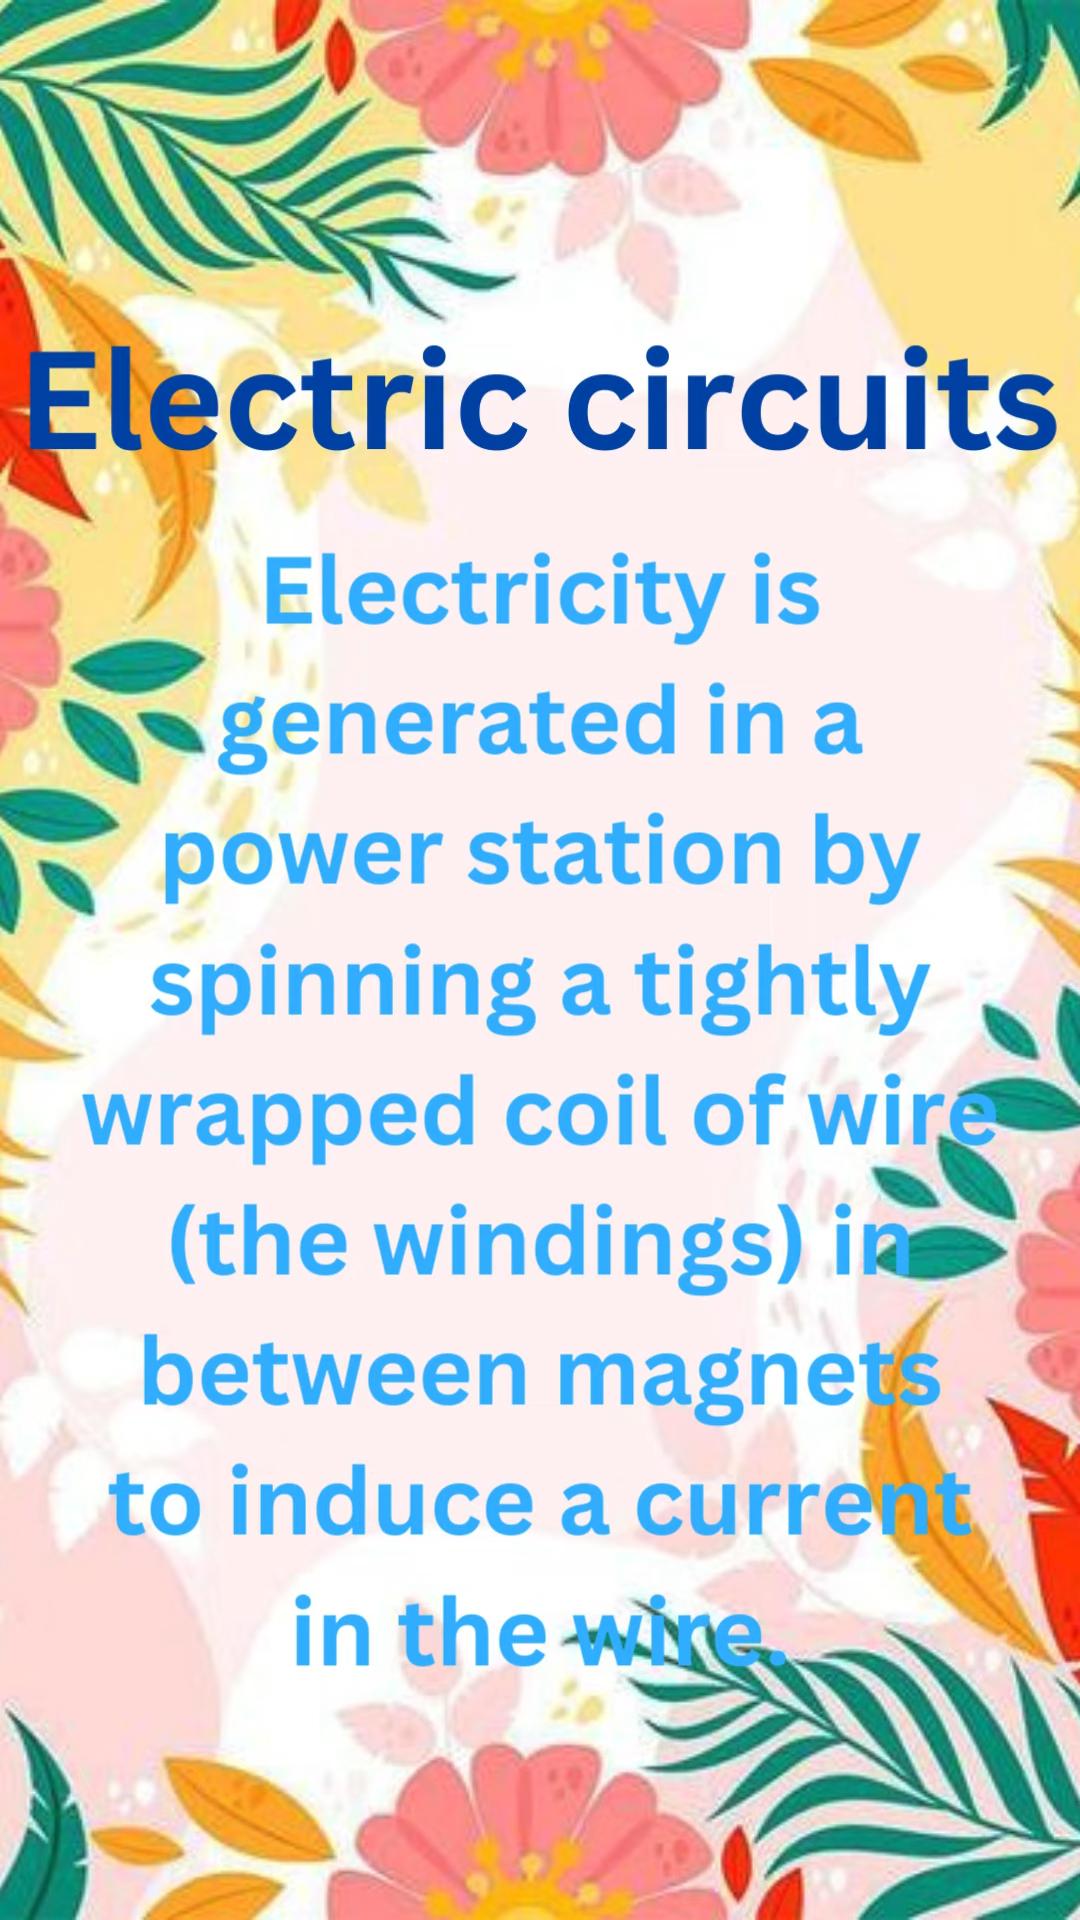 Electric circuits
Electricity is
generated in a
power station by
spinning a tightly
wrapped coil of wire
(the windings) in
between magnets
to induce a current
in the wire.